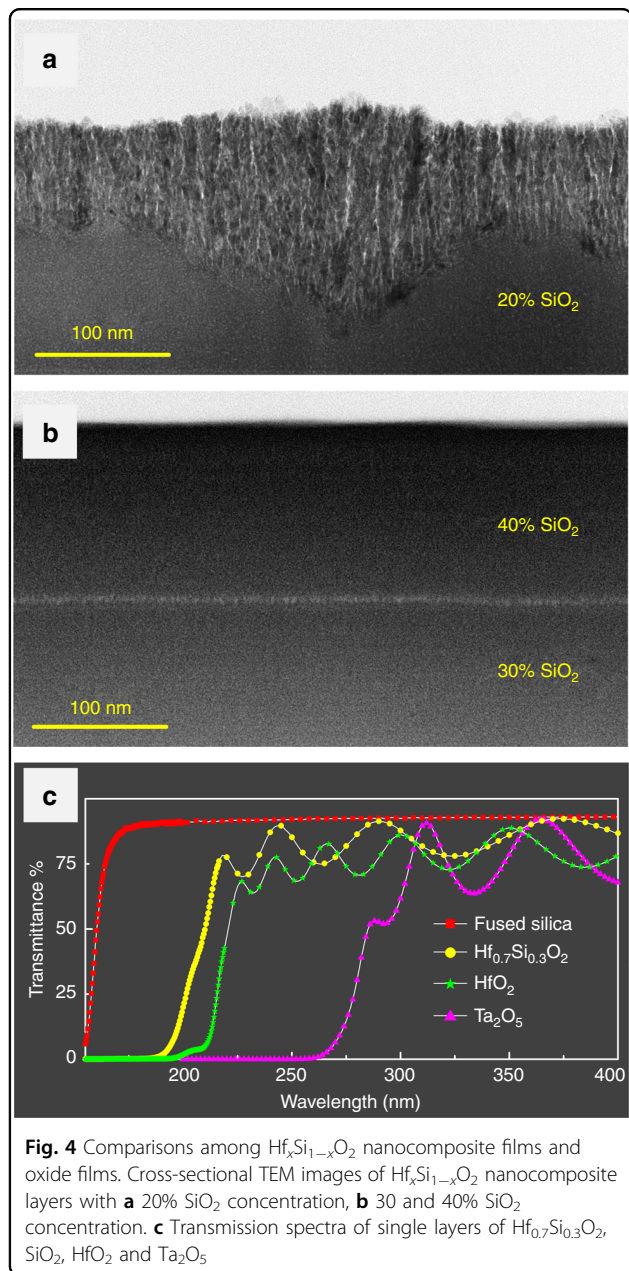 a
20% SiO₂
100 nm
b
40% SiO₂
30% SiO₂
100 nm
c
Transmittance %
75
50
25
0
Fused silica
Hf₀.₇Si₀.₃O₂
HfO₂
Ta₂O₅
200 250 300 350 400
Wavelength (nm)
Fig. 4 Comparisons among HfₓSi₁₋ₓO₂ nanocomposite films and
oxide films. Cross-sectional TEM images of HfₓSi₁₋ₓO₂ nanocomposite
layers with a 20% SiO₂ concentration, b 30 and 40% SiO₂
concentration. c Transmission spectra of single layers of Hf₀.₇Si₀.₃O₂,
SiO₂, HfO₂ and Ta₂O₅